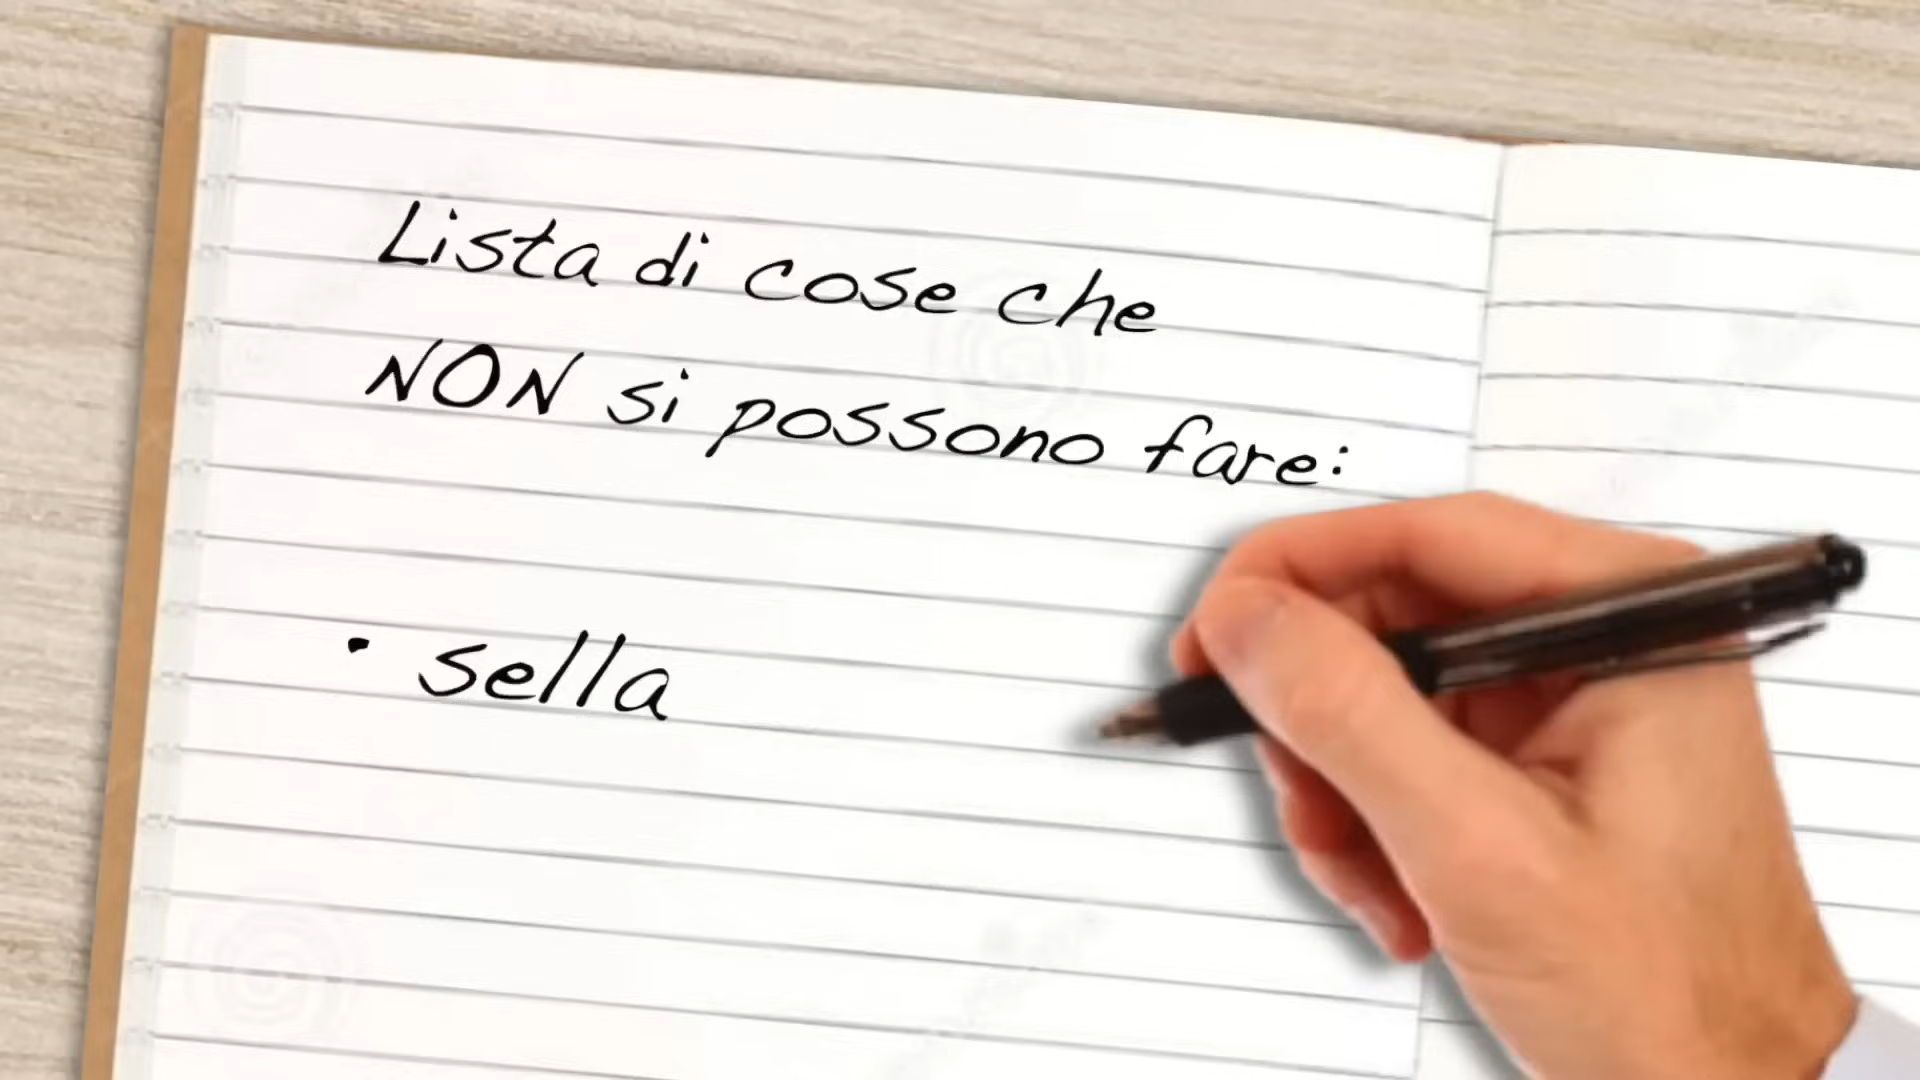 Lista di cose che
NON si possono fare:
• sella